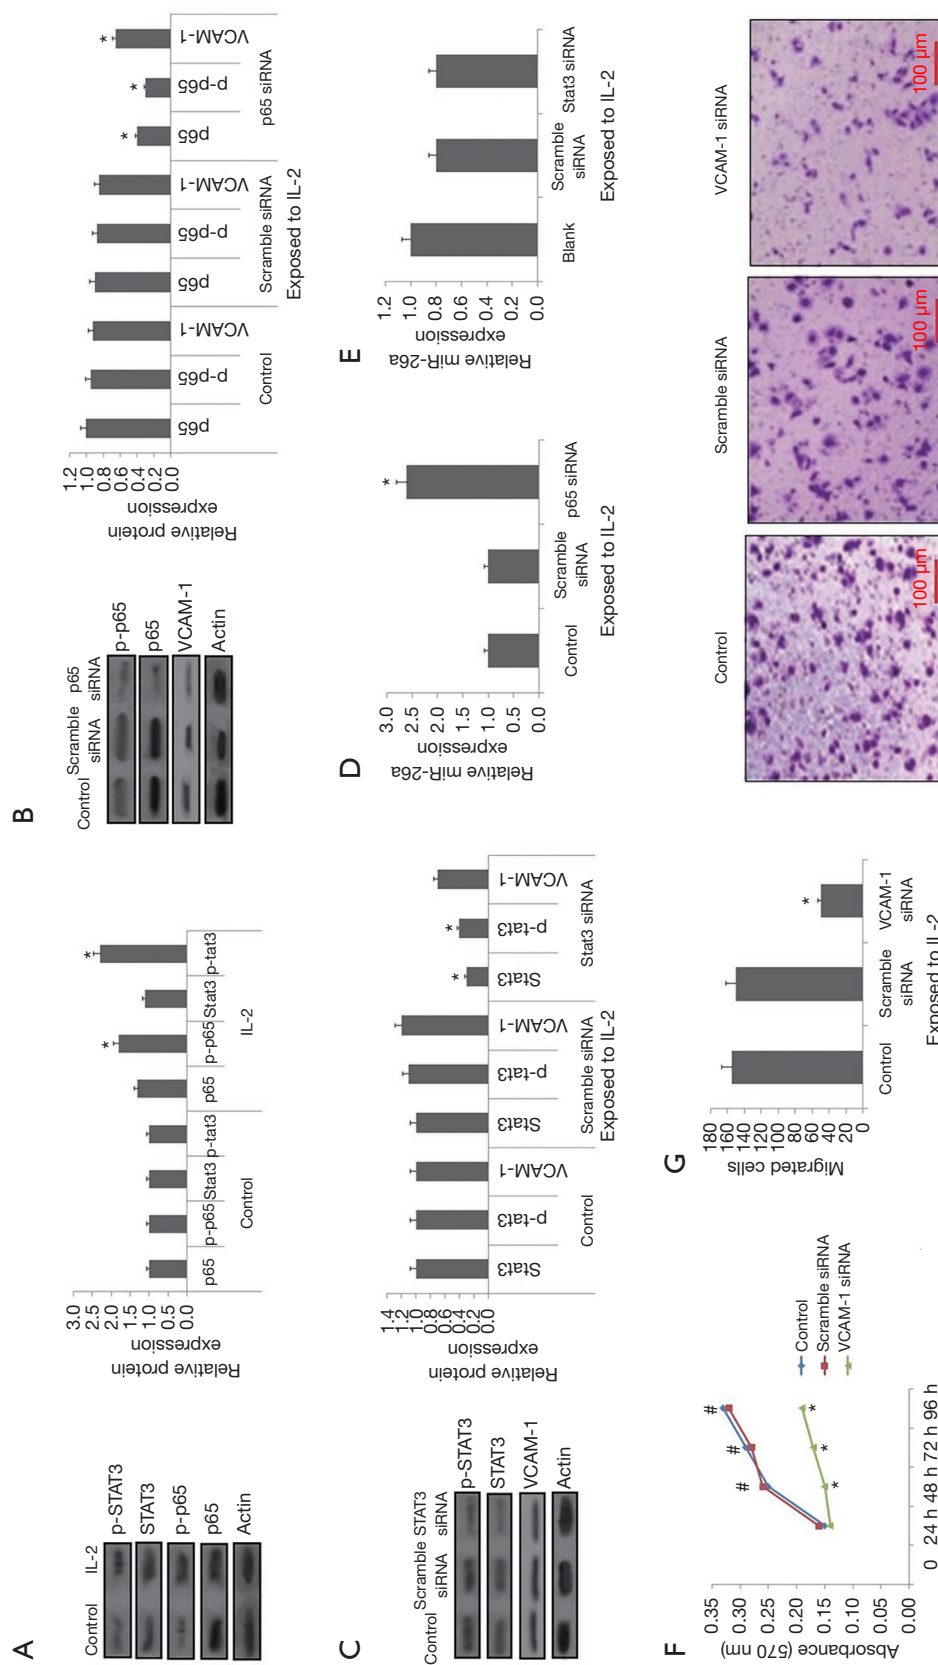 A
Control
IL-2
p-STAT3
STAT3
p-p65
p65
Actin
Relative protein
expression
3.0
2.5
2.0
1.5
1.0
0.5
0.0
p65
p-p65
Stat3
p-tat3
p65
p-p65
Stat3
p-tat3
*
*
Control
IL-2
B
Control
Scramble
siRNA
p65
siRNA
p-p65
p65
VCAM-1
Actin
Relative protein
expression
1.2
1.0
0.8
0.6
0.4
0.2
0.0
p65
p-p65
VCAM-1
p65
p-p65
VCAM-1
p65
p-p65
VCAM-1
*
*
*
Control
Scramble siRNA
p65 siRNA
Exposed to IL-2
C
Control
Scramble
siRNA
STAT3
siRNA
p-STAT3
STAT3
VCAM-1
Actin
Relative protein
expression
1.4
1.2
1.0
0.8
0.6
0.4
0.2
0.0
Stat3
p-tat3
VCAM-1
Stat3
p-tat3
VCAM-1
Stat3
p-tat3
VCAM-1
*
*
Control
Scramble siRNA
Stat3 siRNA
Exposed to IL-2
D
Relative miR-26a
expression
3.0
2.5
2.0
1.5
1.0
0.5
0.0
*
Control
Scramble
siRNA
p65 siRNA
Exposed to IL-2
E
Relative miR-26a
expression
1.2
1.0
0.8
0.6
0.4
0.2
0.0
Blank
Scramble
siRNA
Stat3 siRNA
Exposed to IL-2
F
Absorbance (570 nm)
0.35
0.30
0.25
0.20
0.15
0.10
0.05
0.00
#
#
#
*
*
*
0 24 h 48 h 72 h 96 h
Control
Scramble siRNA
VCAM-1 siRNA
G
Migrated cells
180
160
140
120
100
80
60
40
20
0
*
Control
Scramble
siRNA
VCAM-1
siRNA
Exposed to IL-2
Control
Scramble siRNA
VCAM-1 siRNA
100 µm
100 µm
100 µm